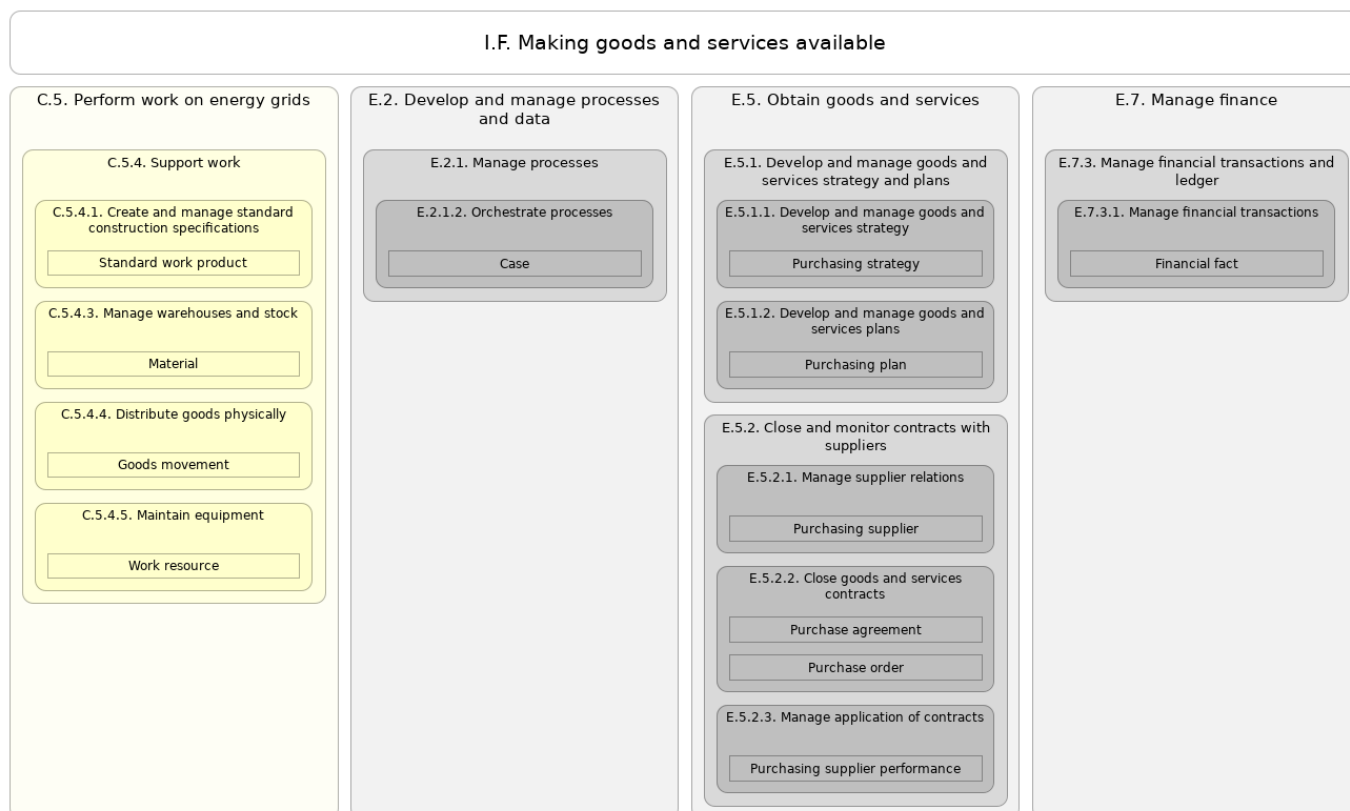 I.F. Making goods and services available
C.5. Perform work on energy grids
C.5.4. Support work
C.5.4.1. Create and manage standard
construction specifications
Standard work product
C.5.4.3. Manage warehouses and stock
Material
C.5.4.4. Distribute goods physically
Goods movement
C.5.4.5. Maintain equipment
Work resource
E.2. Develop and manage processes
and data
E.2.1. Manage processes
E.2.1.2. Orchestrate processes
Case
E.5. Obtain goods and services
E.5.1. Develop and manage goods and
services strategy and plans
E.5.1.1. Develop and manage goods and
services strategy
Purchasing strategy
E.5.1.2. Develop and manage goods and
services plans
Purchasing plan
E.5.2. Close and monitor contracts with
suppliers
E.5.2.1. Manage supplier relations
Purchasing supplier
E.5.2.2. Close goods and services
contracts
Purchase agreement
Purchase order
E.5.2.3. Manage application of contracts
Purchasing supplier performance
E.7. Manage finance
E.7.3. Manage financial transactions and
ledger
E.7.3.1. Manage financial transactions
Financial fact